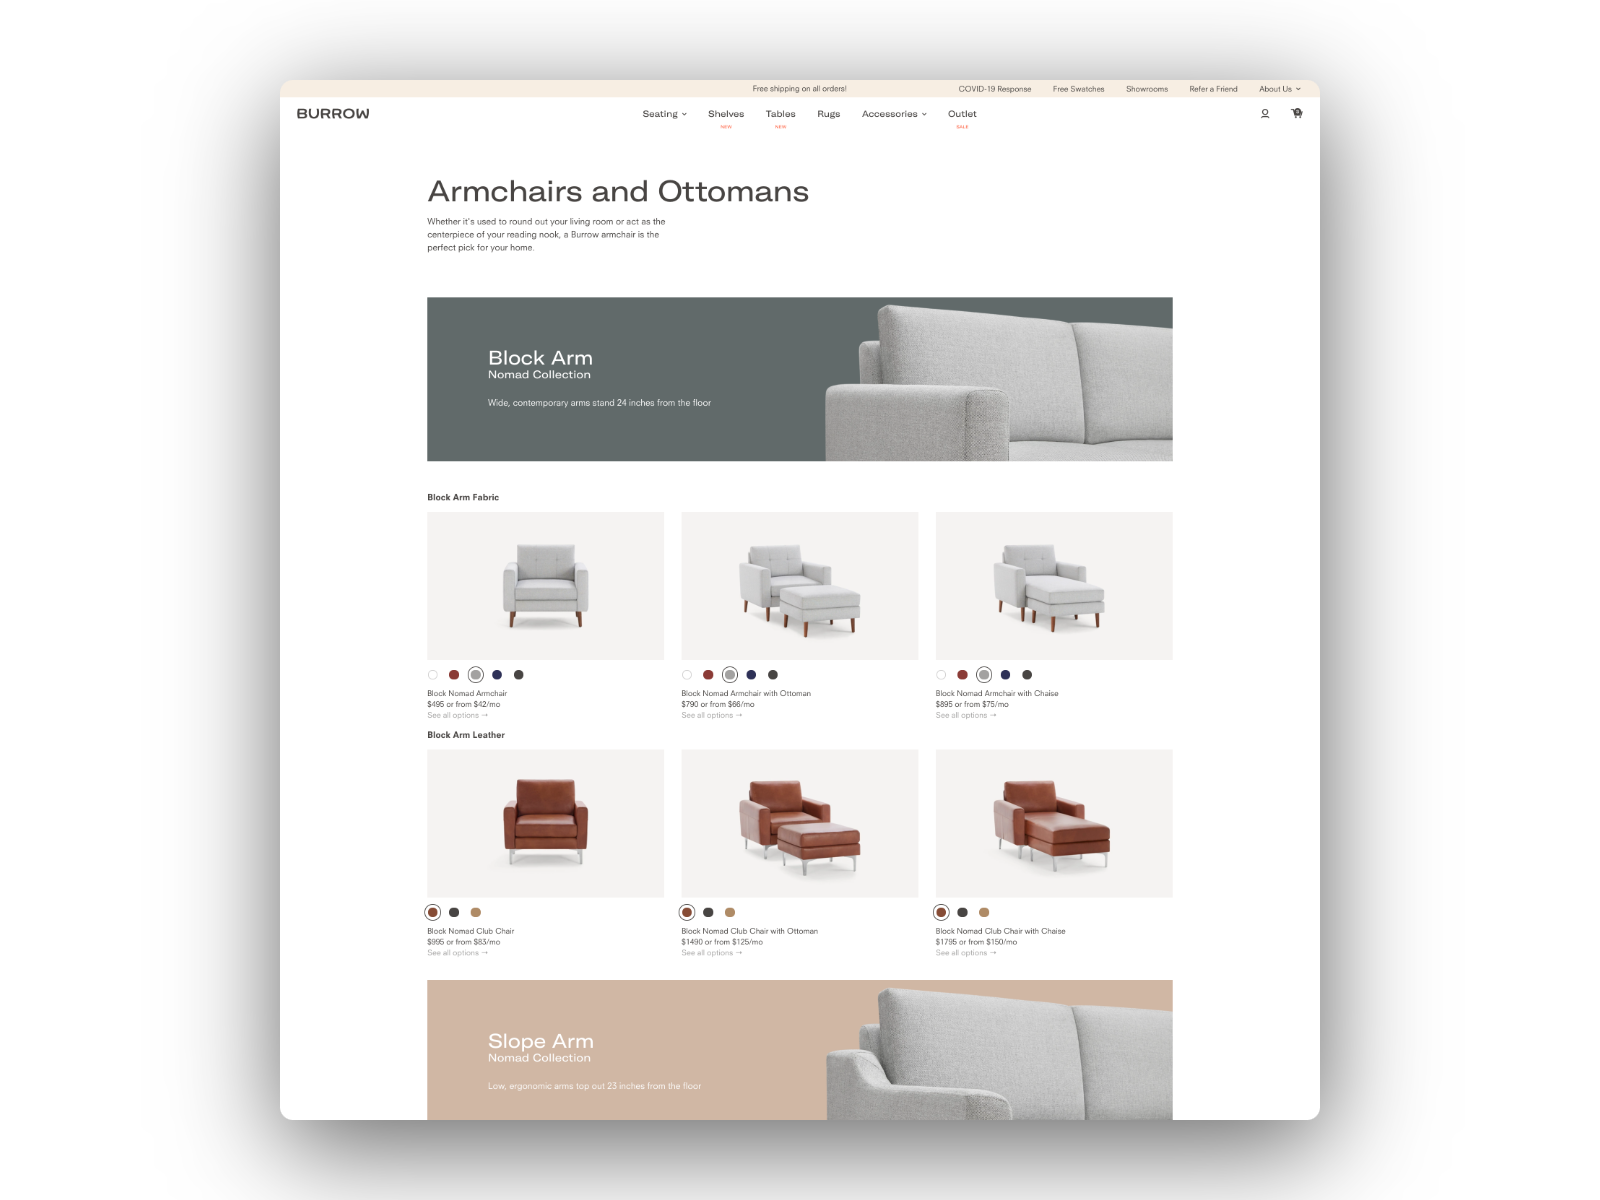 Free shipping on all orders!
COVID-19 Response
Free Swatches
Showrooms
Refer a Friend
About Us
BURROW
Seating
Shelves
Tables
Rugs
Accessories
Outlet
NEW
NEW
SALE
Armchairs and Ottomans
Whether it's used to round out your living room or act as the
centerpiece of your reading nook, a Burrow armchair is the
perfect pick for your home.
Block Arm
Nomad Collection
Wide, contemporary arms stand 24 inches from the floor
Block Arm Fabric
Block Nomad Armchair
$495 or from $42/mo
See all options →
Block Nomad Armchair with Ottoman
$790 or from $66/mo
See all options →
Block Nomad Armchair with Chaise
$895 or from $75/mo
See all options →
Block Arm Leather
Block Nomad Club Chair
$995 or from $83/mo
See all options →
Block Nomad Club Chair with Ottoman
$1490 or from $125/mo
See all options →
Block Nomad Club Chair with Chaise
$1795 or from $150/mo
See all options →
Slope Arm
Nomad Collection
Low, ergonomic arms top out 23 inches from the floor